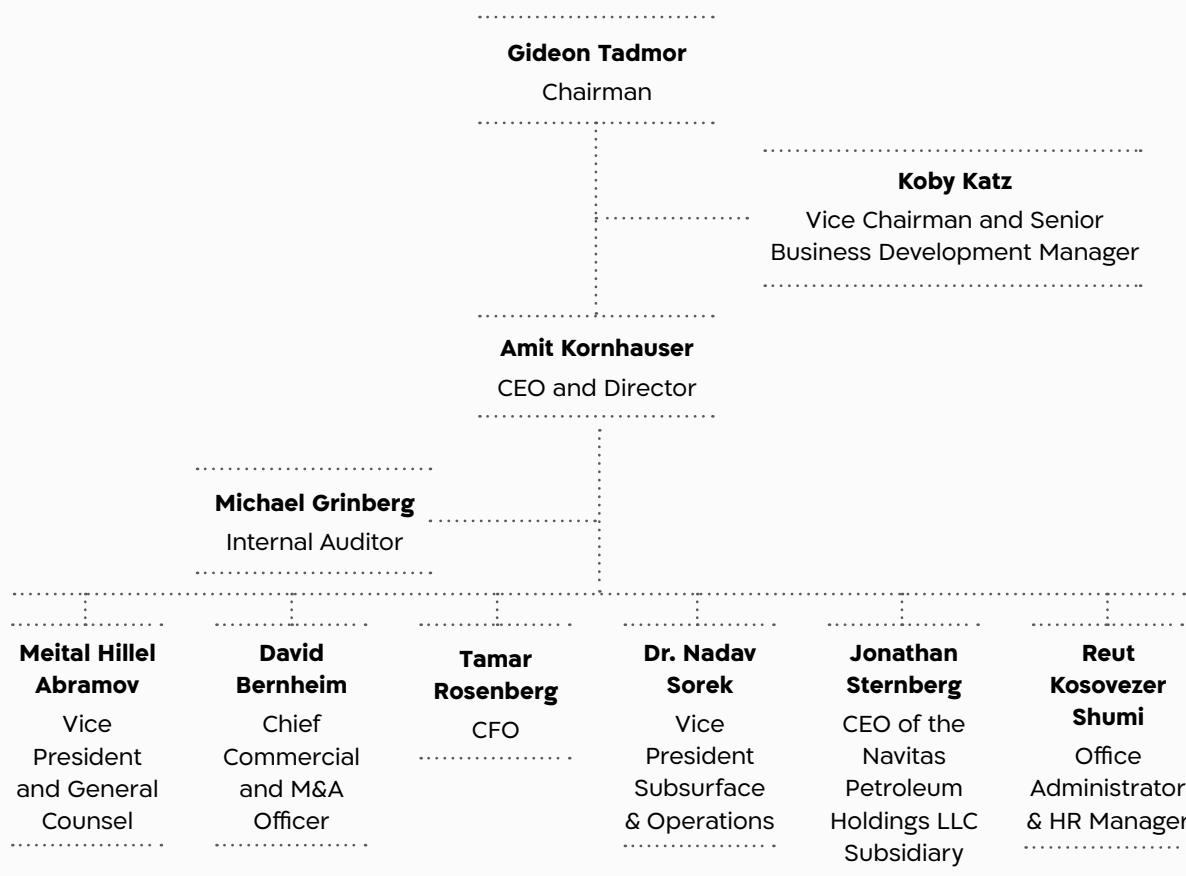 Gideon Tadmor
Chairman
Koby Katz
Vice Chairman and Senior
Business Development Manager
Amit Kornhauser
CEO and Director
Michael Grinberg
Internal Auditor
Meital Hillel
Abramov
Vice
President
and General
Counsel
David
Bernheim
Chief
Commercial
and M&A
Officer
Tamar
Rosenberg
CFO
Dr. Nadav
Sorek
Vice
President
Subsurface
& Operations
Jonathan
Sternberg
CEO of the
Navitas
Petroleum
Holdings LLC
Subsidiary
Reut
Kosovezer
Shumi
Office
Administrator
& HR Manager